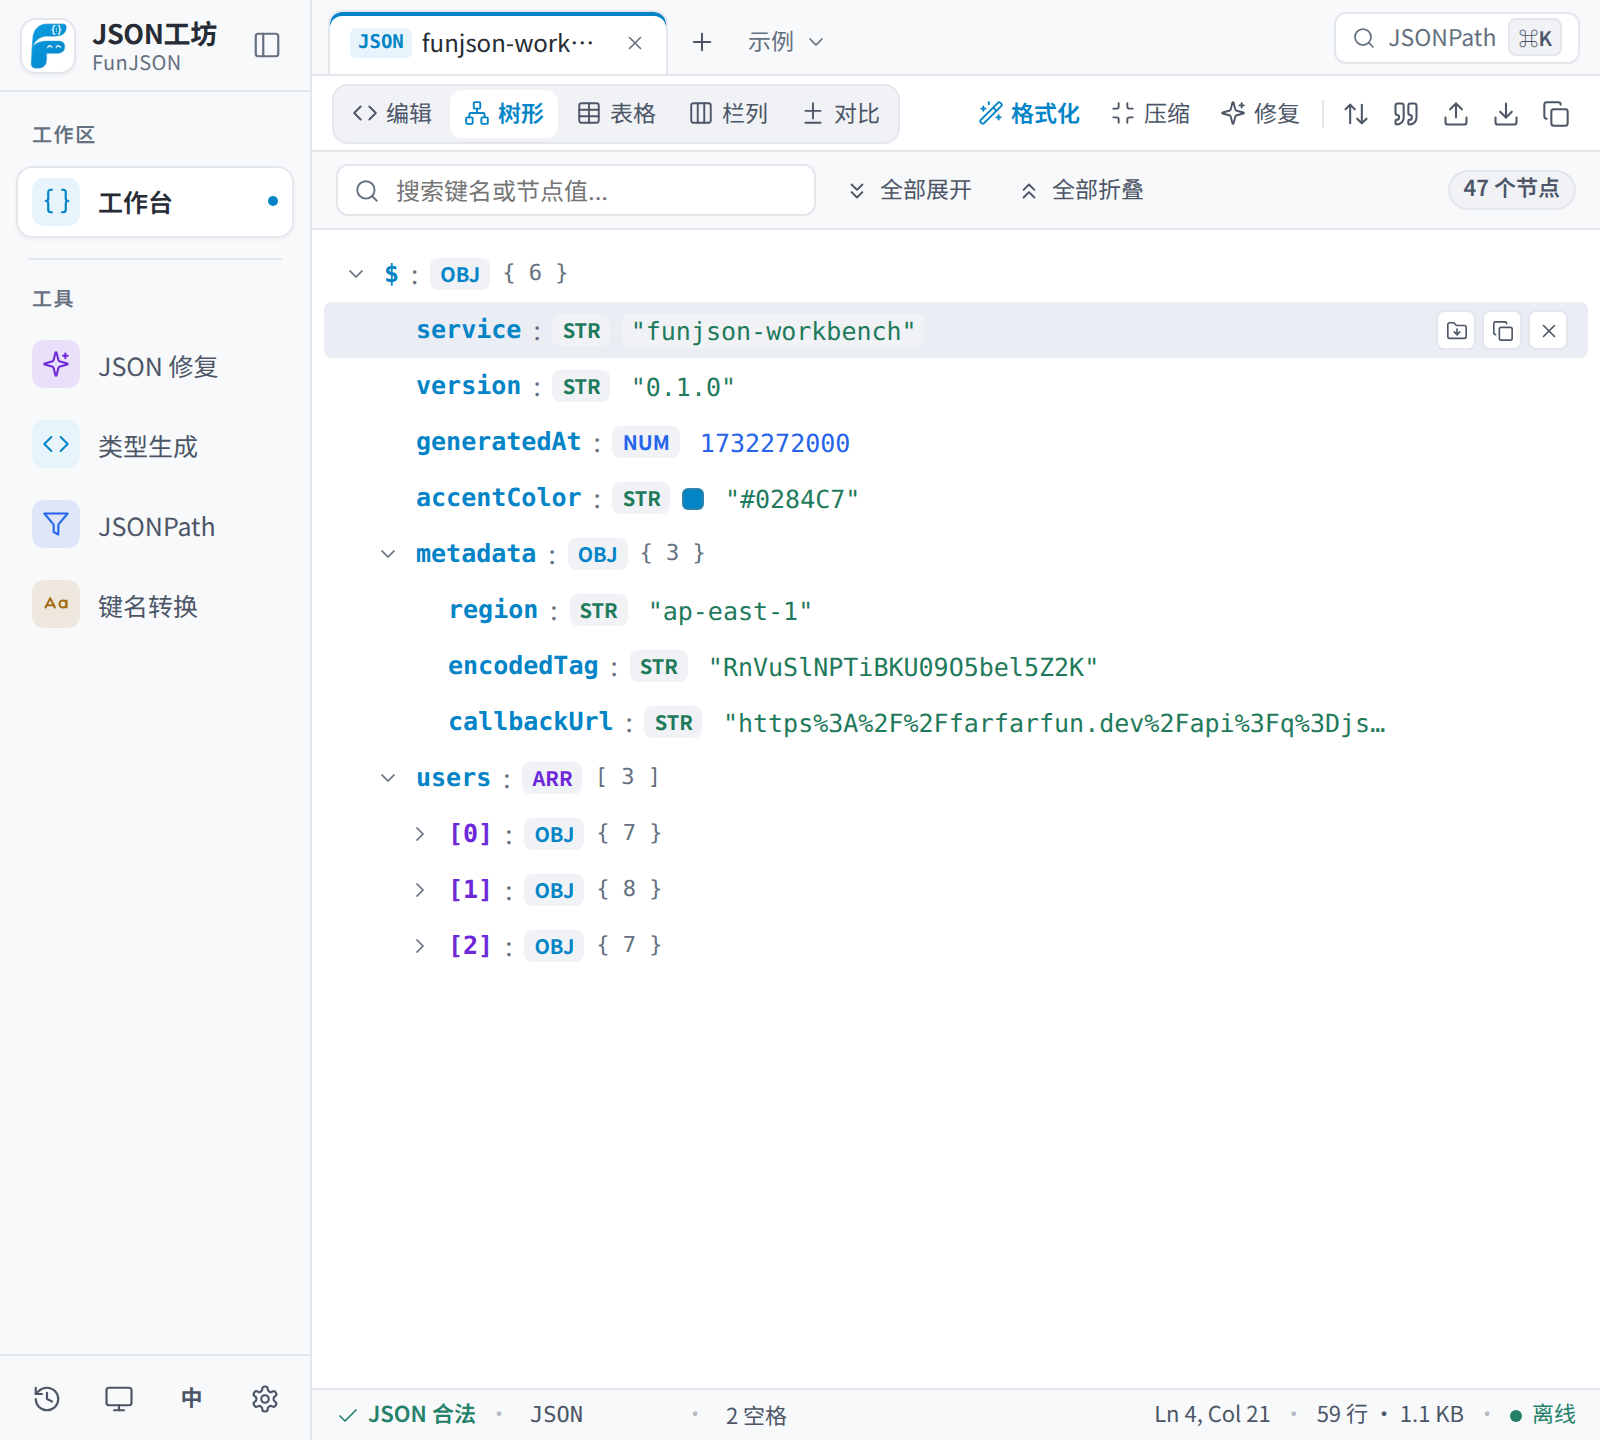 JSON工坊
FunJSON
工作区
工作台
工具
JSON 修复
类型生成
JSONPath
键名转换
中
JSON funjson-work···
示例
JSONPath ⌘K
编辑 树形 表格 栏列 对比
格式化 压缩 修复
搜索键名或节点值...
全部展开 全部折叠
47 个节点
$ : OBJ { 6 }
service : STR "funjson-workbench"
version : STR "0.1.0"
generatedAt : NUM 1732272000
accentColor : STR "#0284C7"
metadata : OBJ { 3 }
region : STR "ap-east-1"
encodedTag : STR "RnVuSlNPTiBKU09O5bel5Z2K"
callbackUrl : STR "https%3A%2F%2Ffarfarfun.dev%2Fapi%3Fq%3Djs…
users : ARR [ 3 ]
[0] : OBJ { 7 }
[1] : OBJ { 8 }
[2] : OBJ { 7 }
JSON 合法 • JSON • 2 空格
Ln 4, Col 21 • 59 行 • 1.1 KB • 离线